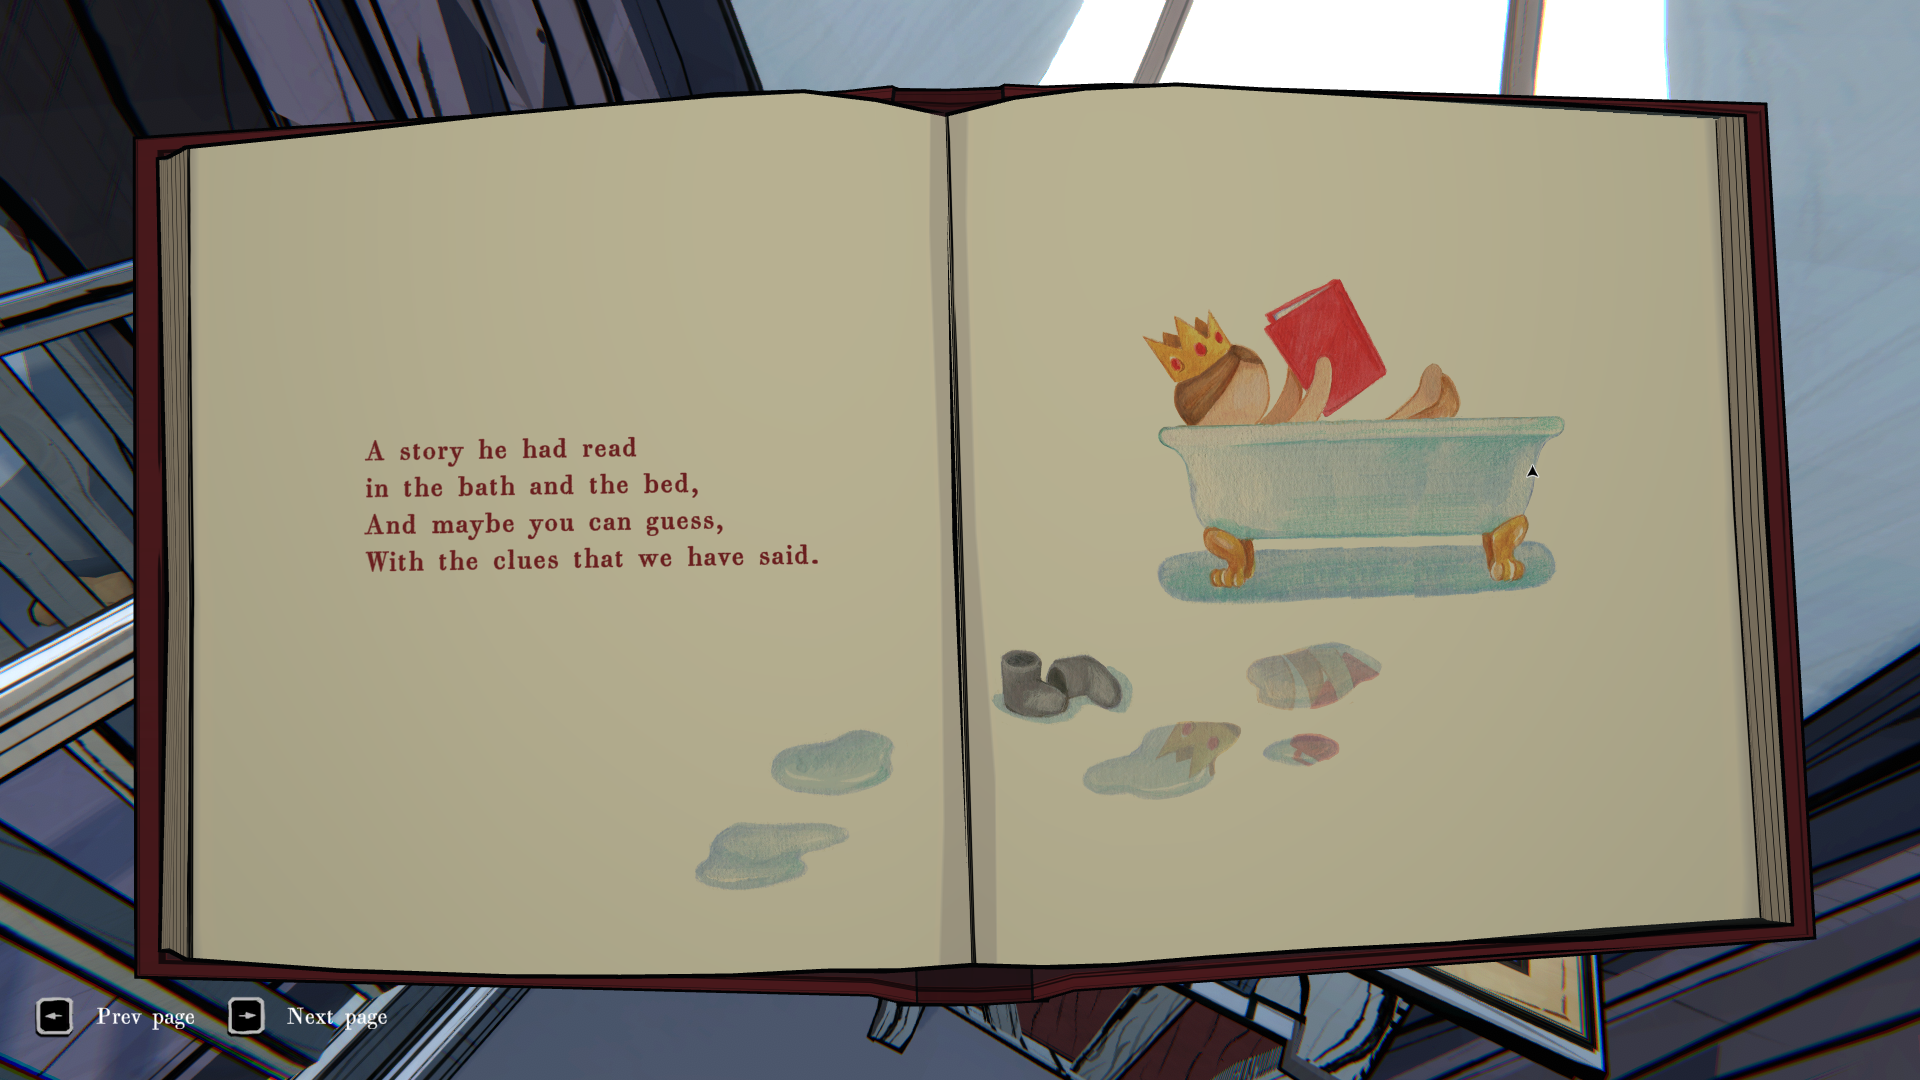 A story he had read
in the bath and the bed,
And maybe you can guess,
With the clues that we have said.
Prev page
Next page